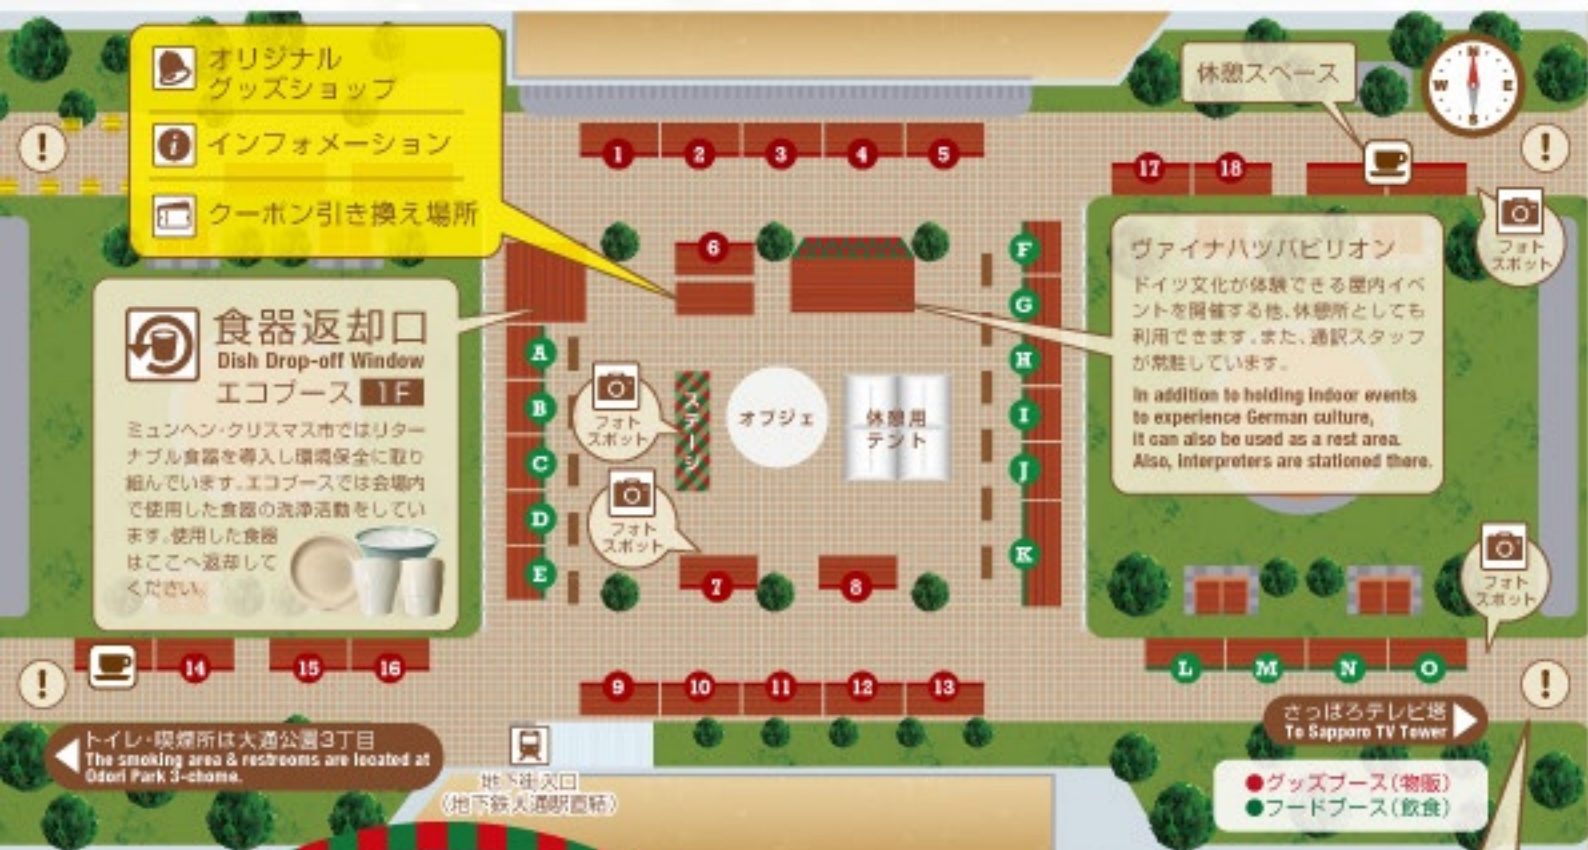 オリジナル
グッズショップ
インフォメーション
クーポン引き換え場所
休憩スペース
N
W
E
S
!
!
1
2
3
4
5
17
18
フォト
スポット
6
F
G
H
I
J
K
ヴァイナハツパビリオン
ドイツ文化が体験できる屋内イベ
ントを開催する他、休憩所としても
利用できます。また、通訳スタッフ
が常駐しています。
In addition to holding indoor events
to experience German culture,
it can also be used as a rest area.
Also, interpreters are stationed there.
食器返却口
Dish Drop-off Window
エコブース 1F
ミュンヘン・クリスマス市ではリター
ナブル食器を導入し環境保全に取り
組んでいます。エコブースでは会場内
で使用した食器の洗浄活動をしてい
ます。使用した食器
はここへ返却して
ください。
A
B
C
D
E
フォト
スポット
ステージ
オブジェ
休憩用
テント
フォト
スポット
7
8
フォト
スポット
14
15
16
9
10
11
12
13
L
M
N
O
!
!
トイレ・喫煙所は大通公園3丁目
The smoking area & restrooms are located at
Odori Park 3-chome.
地下街入口
(地下鉄大通駅直結)
さっぽろテレビ塔
To Sapporo TV Tower
●グッズブース(物販)
●フードブース(飲食)